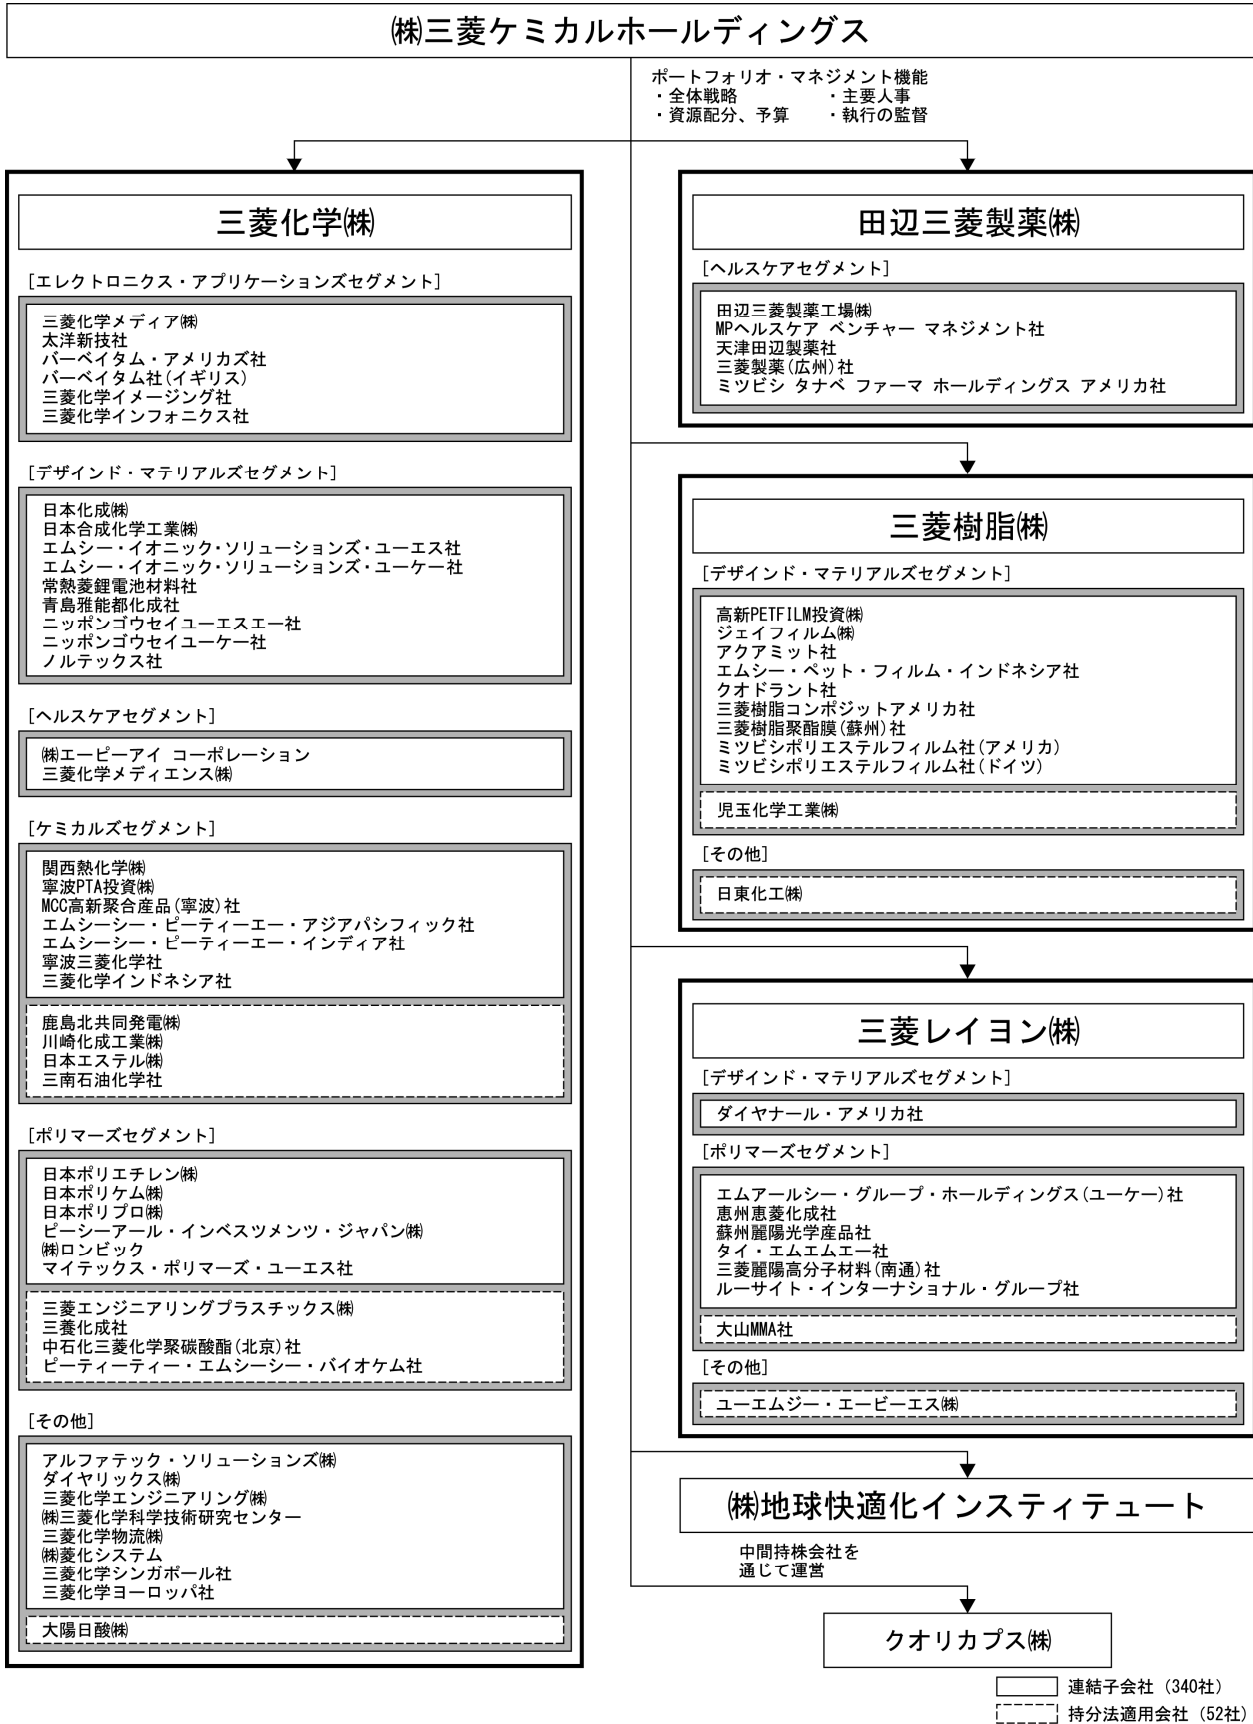 ㈱三菱ケミカルホールディングス
ポートフォリオ・マネジメント機能
・全体戦略　　　　・主要人事
・資源配分、予算　・執行の監督
三菱化学㈱
[エレクトロニクス・アプリケーションズセグメント]
三菱化学メディア㈱
太洋新技社
バーベイタム・アメリカズ社
バーベイタム社(イギリス)
三菱化学イメージング社
三菱化学インフォニクス社
[デザインド・マテリアルズセグメント]
日本化成㈱
日本合成化学工業㈱
エムシー・イオニック・ソリューションズ・ユーエス社
エムシー・イオニック・ソリューションズ・ユーケー社
常熟菱鋰電池材料社
青島雅能都化成社
ニッポンゴウセイユーエスエー社
ニッポンゴウセイユーケー社
ノルテックス社
[ヘルスケアセグメント]
㈱エーピーアイ コーポレーション
三菱化学メディエンス㈱
[ケミカルズセグメント]
関西熱化学㈱
寧波PTA投資㈱
MCC高新聚合産品(寧波)社
エムシーシー・ピーティーエー・アジアパシフィック社
エムシーシー・ピーティーエー・インディア社
寧波三菱化学社
三菱化学インドネシア社
鹿島北共同発電㈱
川崎化成工業㈱
日本エステル㈱
三南石油化学社
[ポリマーズセグメント]
日本ポリエチレン㈱
日本ポリケム㈱
日本ポリプロ㈱
ピーシーアール・インベスツメンツ・ジャパン㈱
㈱ロンビック
マイテックス・ポリマーズ・ユーエス社
三菱エンジニアリングプラスチックス㈱
三養化成社
中石化三菱化学聚碳酸酯(北京)社
ピーティーティー・エムシーシー・バイオケム社
[その他]
アルファテック・ソリューションズ㈱
ダイヤリックス㈱
三菱化学エンジニアリング㈱
㈱三菱化学科学技術研究センター
三菱化学物流㈱
㈱菱化システム
三菱化学シンガポール社
三菱化学ヨーロッパ社
大陽日酸㈱
田辺三菱製薬㈱
[ヘルスケアセグメント]
田辺三菱製薬工場㈱
MPヘルスケア ベンチャー マネジメント社
天津田辺製薬社
三菱製薬(広州)社
ミツビシ タナベ ファーマ ホールディングス アメリカ社
三菱樹脂㈱
[デザインド・マテリアルズセグメント]
高新PETFILM投資㈱
ジェイフィルム㈱
アクアミット社
エムシー・ペット・フィルム・インドネシア社
クオドラント社
三菱樹脂コンポジットアメリカ社
三菱樹脂聚酯膜(蘇州)社
ミツビシポリエステルフィルム社(アメリカ)
ミツビシポリエステルフィルム社(ドイツ)
児玉化学工業㈱
[その他]
日東化工㈱
三菱レイヨン㈱
[デザインド・マテリアルズセグメント]
ダイヤナール・アメリカ社
[ポリマーズセグメント]
エムアールシー・グループ・ホールディングス(ユーケー)社
恵州恵菱化成社
蘇州麗陽光学産品社
タイ・エムエムエー社
三菱麗陽高分子材料(南通)社
ルーサイト・インターナショナル・グループ社
大山MMA社
[その他]
ユーエムジー・エービーエス㈱
㈱地球快適化インスティテュート
中間持株会社を
通じて運営
クオリカプス㈱
連結子会社（340社）
持分法適用会社（52社）